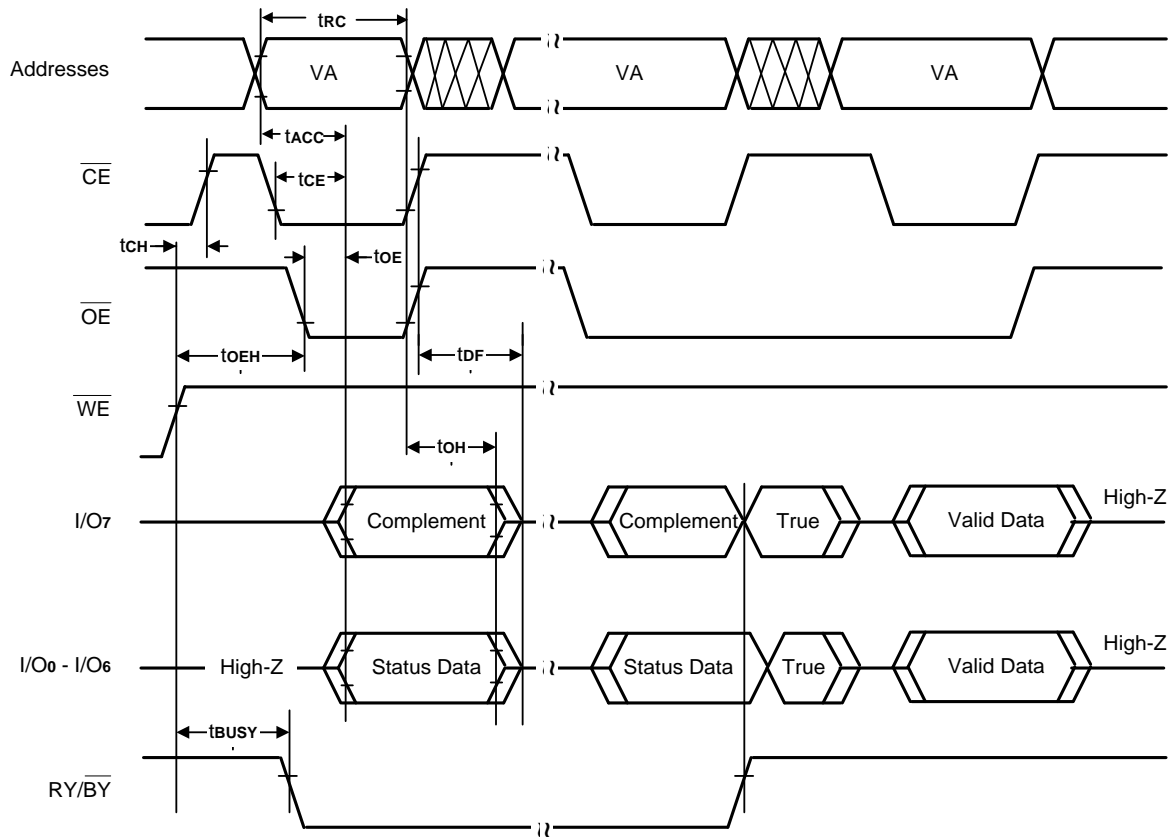 tRC
Addresses VA VA VA
tACC
CE
tCE
tCH
tOE
OE
tOEH
tDF
WE
tOH
I/O7 Complement Complement True Valid Data High-Z
I/O0 - I/O6 High-Z Status Data Status Data True Valid Data High-Z
tBUSY
RY/BY